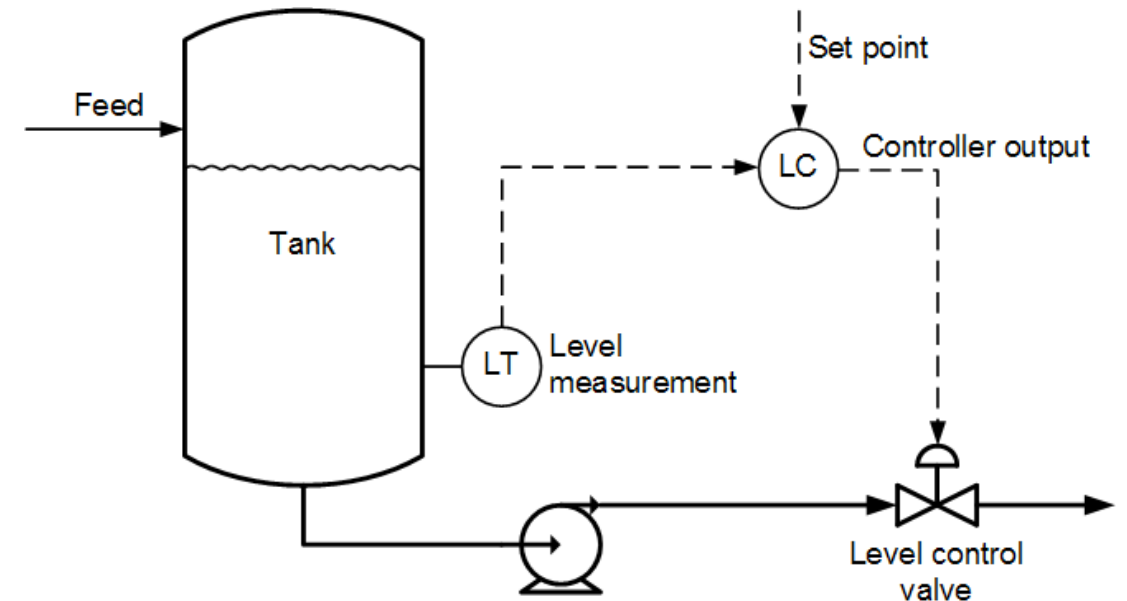 Set point
Feed
Controller output
LC
Tank
Level
measurement
LT
Level control
valve